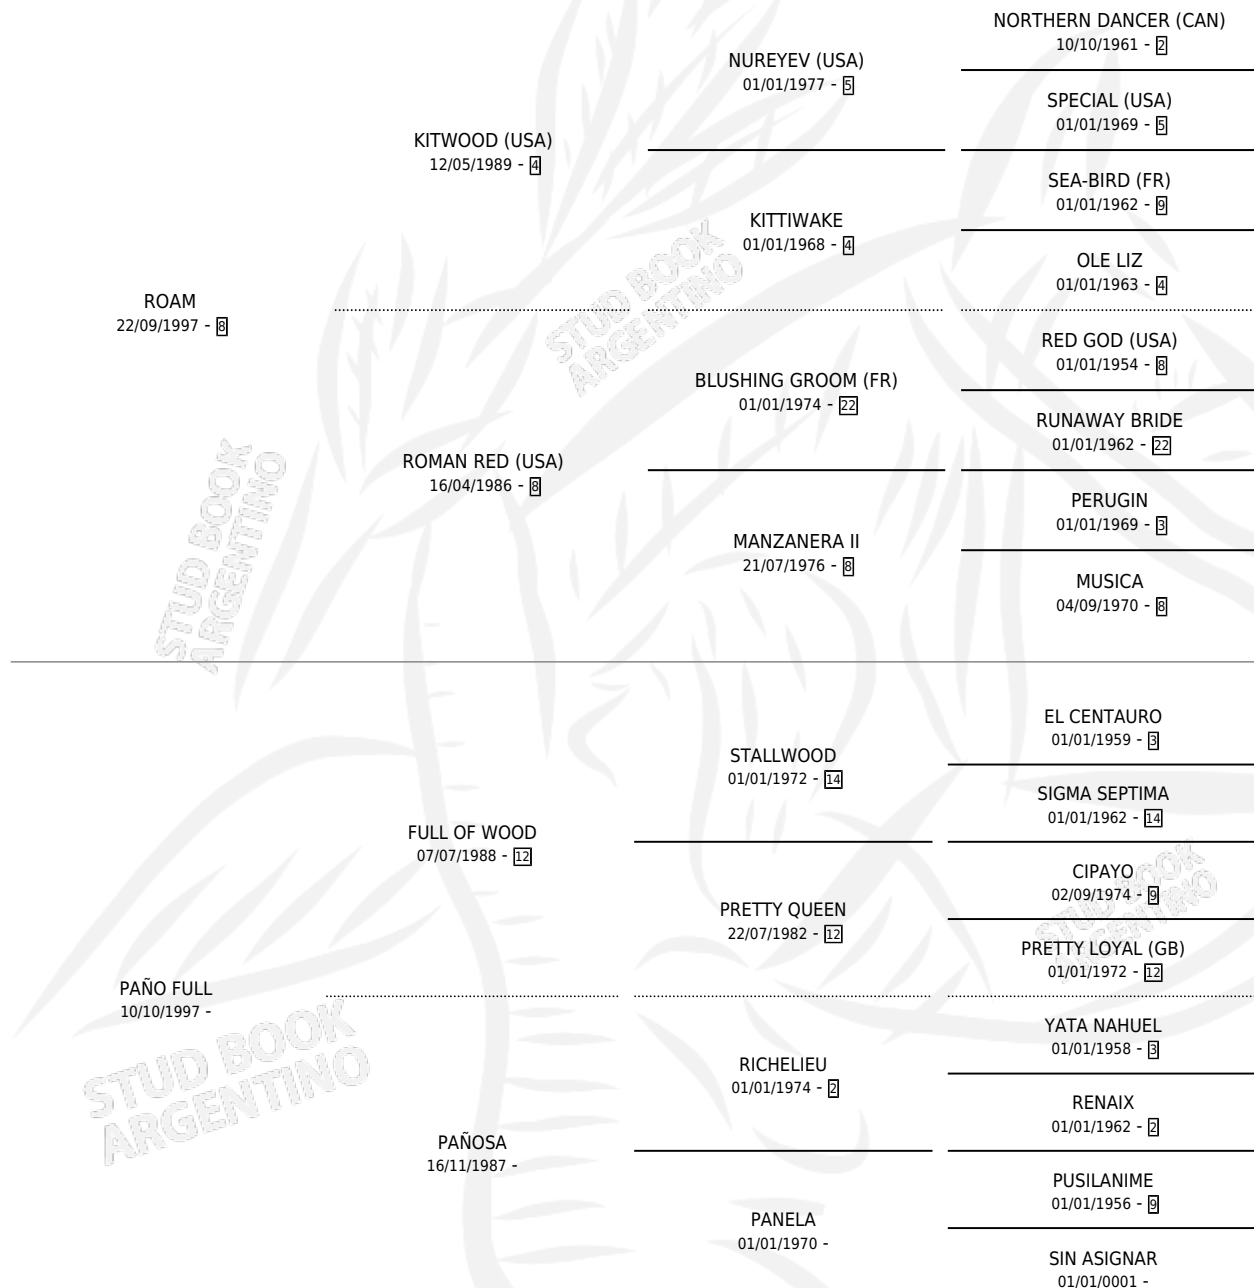 NORTHERN DANCER (CAN)
10/10/1961 - 2
NUREYEV (USA)
01/01/1977 - 5
SPECIAL (USA)
01/01/1969 - 5
KITWOOD (USA)
12/05/1989 - 4
SEA-BIRD (FR)
01/01/1962 - 9
KITTIWAKE
01/01/1968 - 4
OLE LIZ
01/01/1963 - 4
ROAM
22/09/1997 - 8
RED GOD (USA)
01/01/1954 - 8
BLUSHING GROOM (FR)
01/01/1974 - 22
RUNAWAY BRIDE
01/01/1962 - 22
ROMAN RED (USA)
16/04/1986 - 8
PERUGIN
01/01/1969 - 3
MANZANERA II
21/07/1976 - 8
MUSICA
04/09/1970 - 8
EL CENTAURO
01/01/1959 - 3
STALLWOOD
01/01/1972 - 14
SIGMA SEPTIMA
01/01/1962 - 14
FULL OF WOOD
07/07/1988 - 12
CIPAYO
02/09/1974 - 9
PRETTY QUEEN
22/07/1982 - 12
PRETTY LOYAL (GB)
01/01/1972 - 12
PAÑO FULL
10/10/1997 -
YATA NAHUEL
01/01/1958 - 3
RICHELIEU
01/01/1974 - 2
RENAIX
01/01/1962 - 2
PAÑOSA
16/11/1987 -
PUSILANIME
01/01/1956 - 9
PANELA
01/01/1970 -
SIN ASIGNAR
01/01/0001 -
STUD BOOK
ARGENTINO
STUD BOOK
ARGENTINO
STUD BOOK
ARGENTINO
STUD BOOK
ARGENTINO